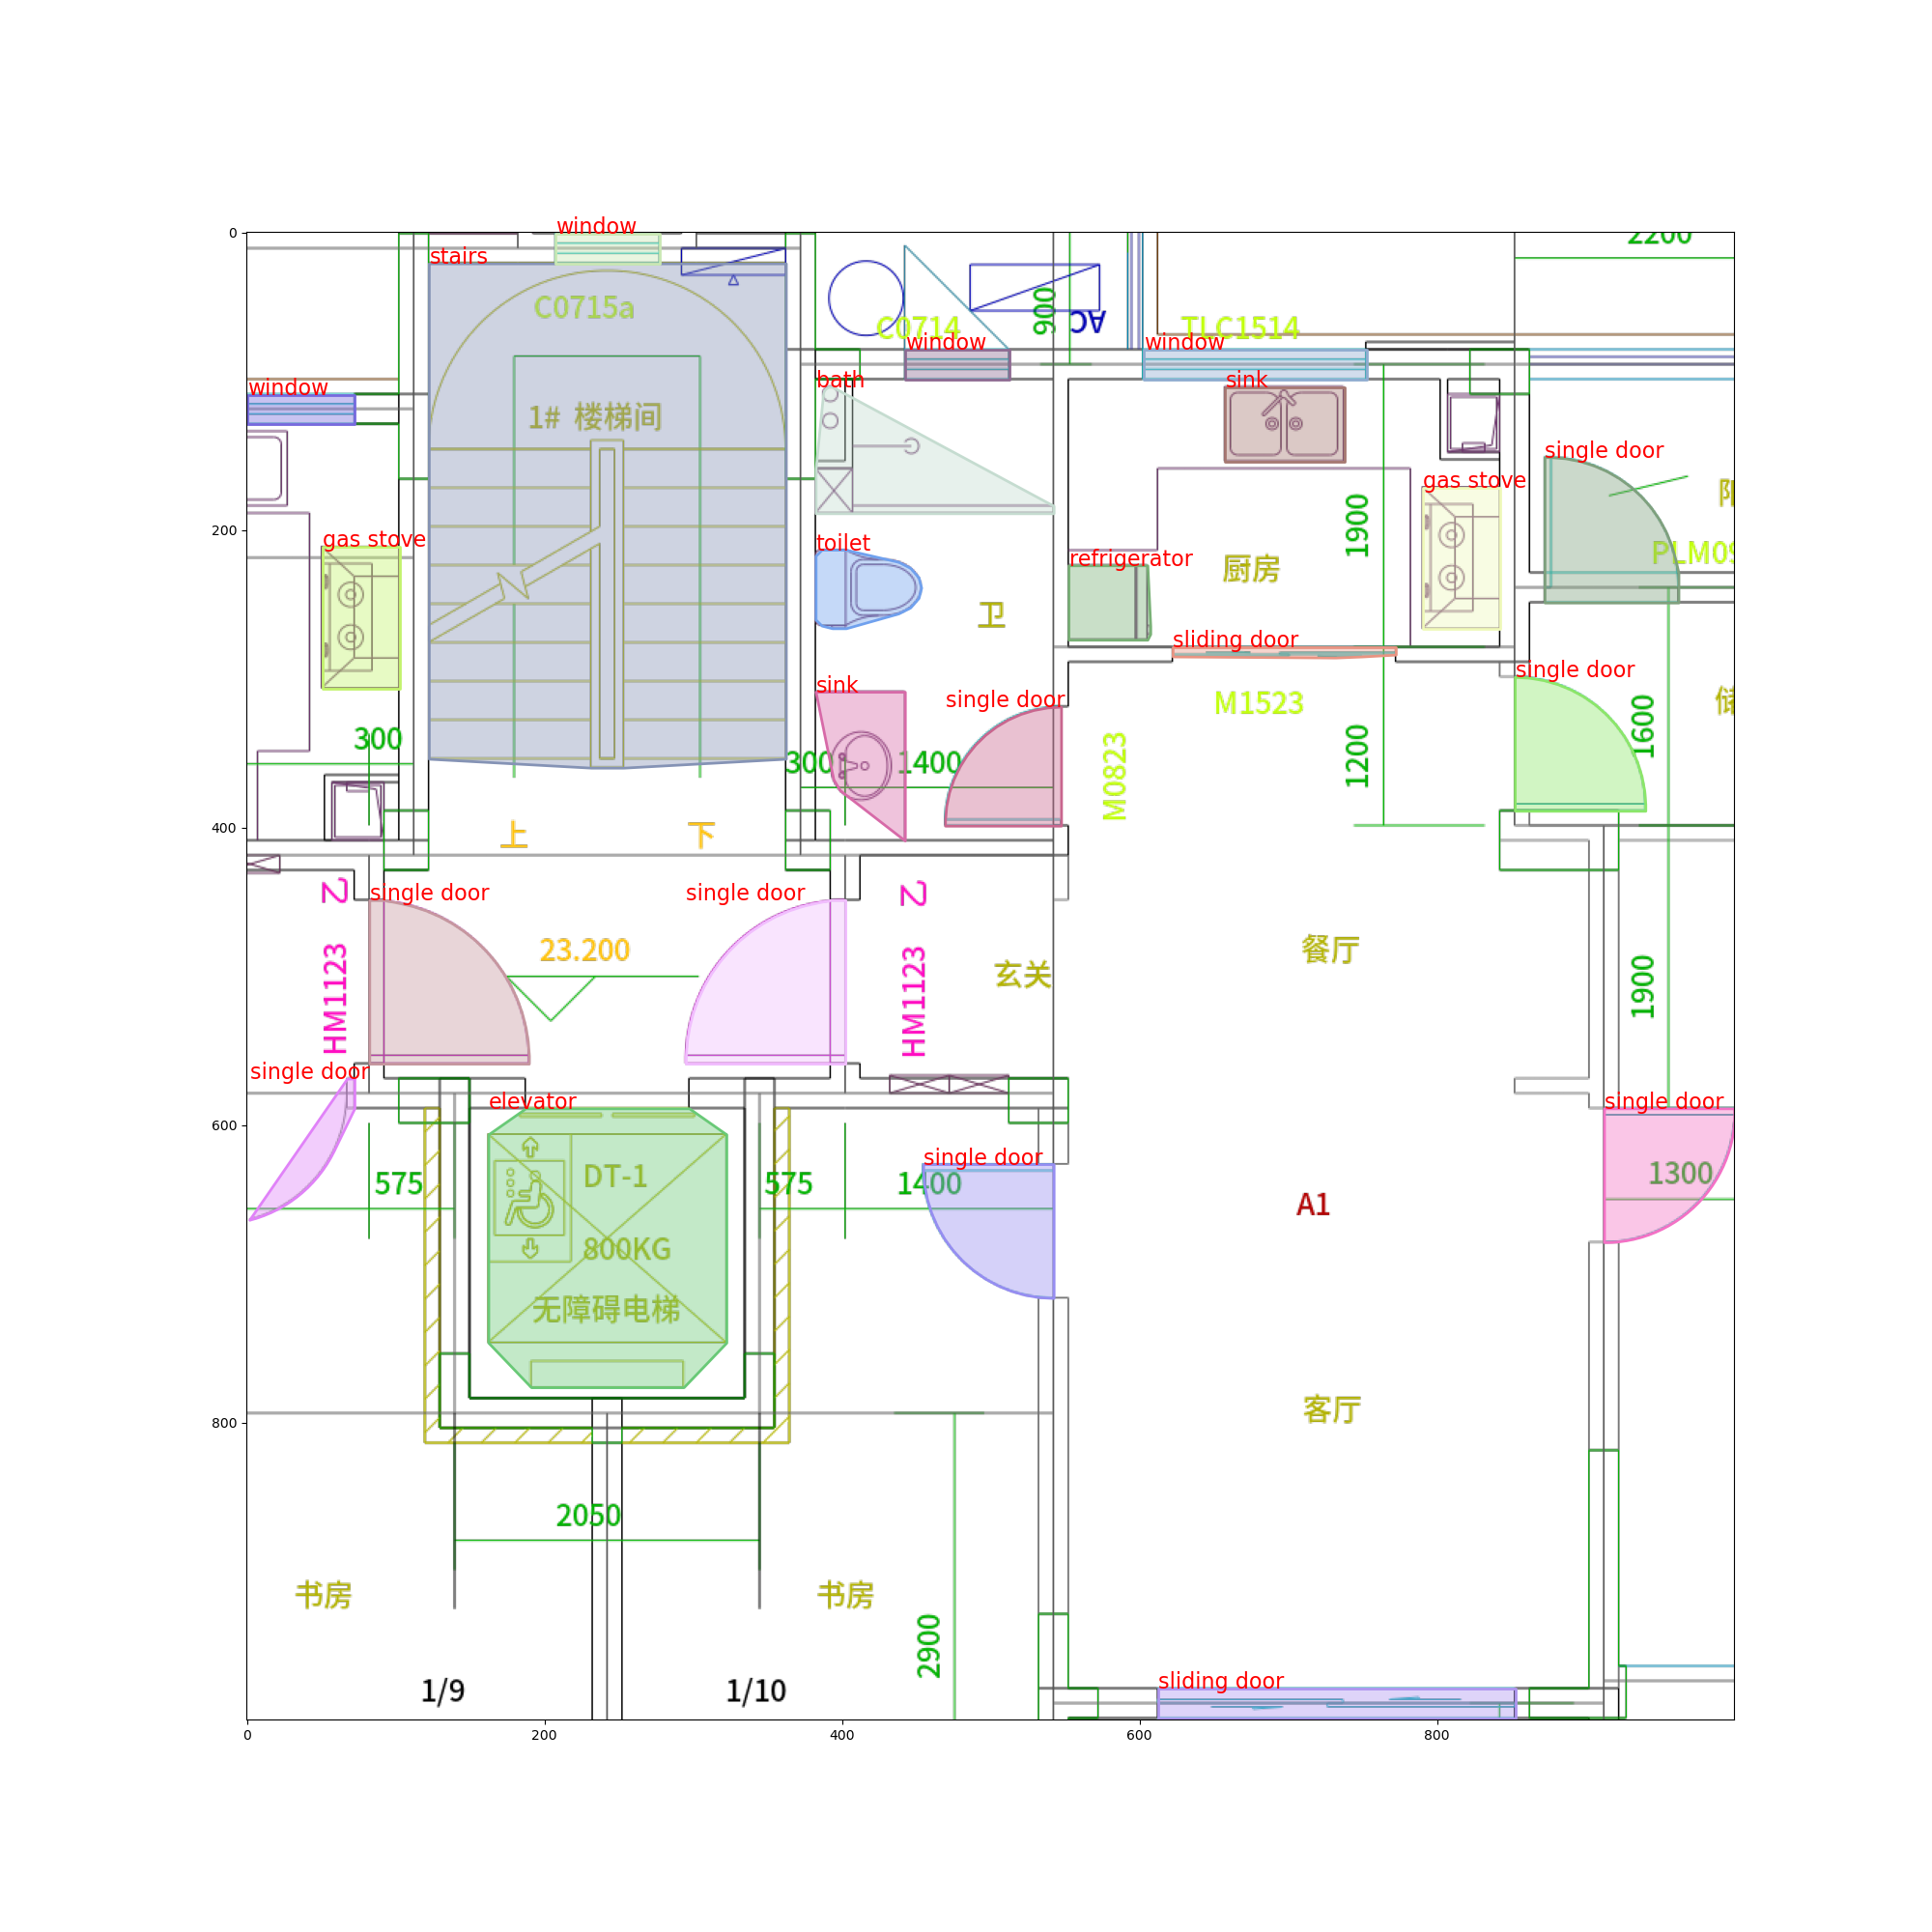 0
200
400
600
800
0
200
400
600
800
window
stairs
C0715a
1# 楼梯间
window
gas stove
300
上
下
C0714
window
900
AC
TLC1514
window
2200
bath
sink
single door
gas stove
1900
toilet
卫
refrigerator
厨房
sliding door
M1523
sink
single door
300
1400
M0823
1200
single door
1600
single door
乙
HM1123
single door
乙
HM1123
23.200
玄关
餐厅
1900
single door
elevator
575
DT-1
800KG
无障碍电梯
575
1400
single door
A1
single door
1300
客厅
2050
书房
书房
2900
1/9
1/10
sliding door